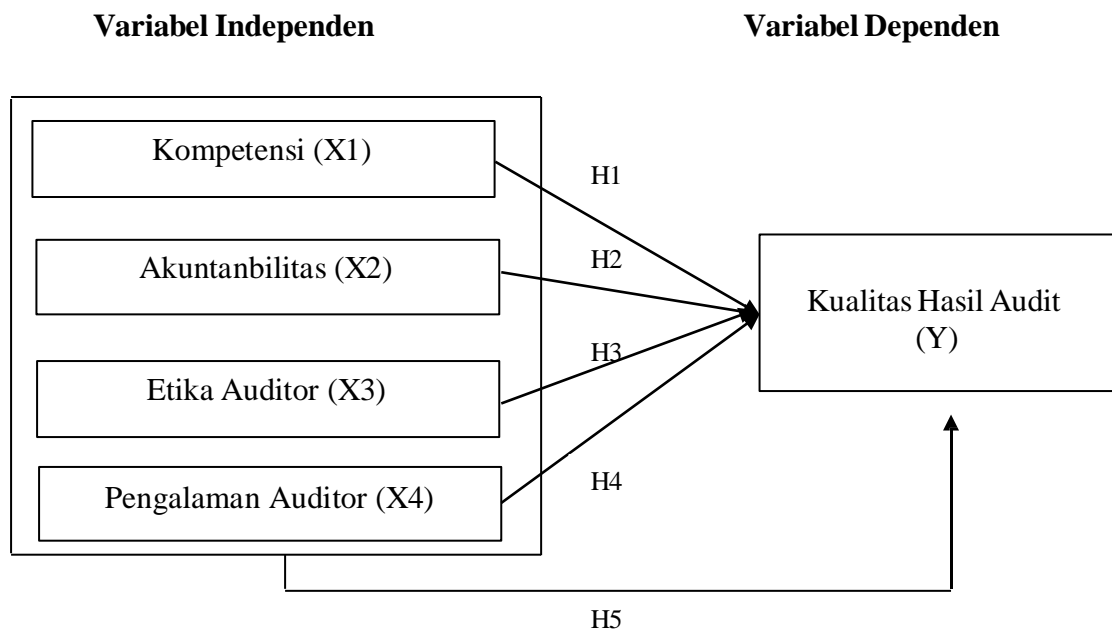 Variabel Independen
Variabel Dependen
Kompetensi (X1)
H1
Akuntanbilitas (X2)
H2
Kualitas Hasil Audit
(Y)
H3
Etika Auditor (X3)
H4
Pengalaman Auditor (X4)
H5